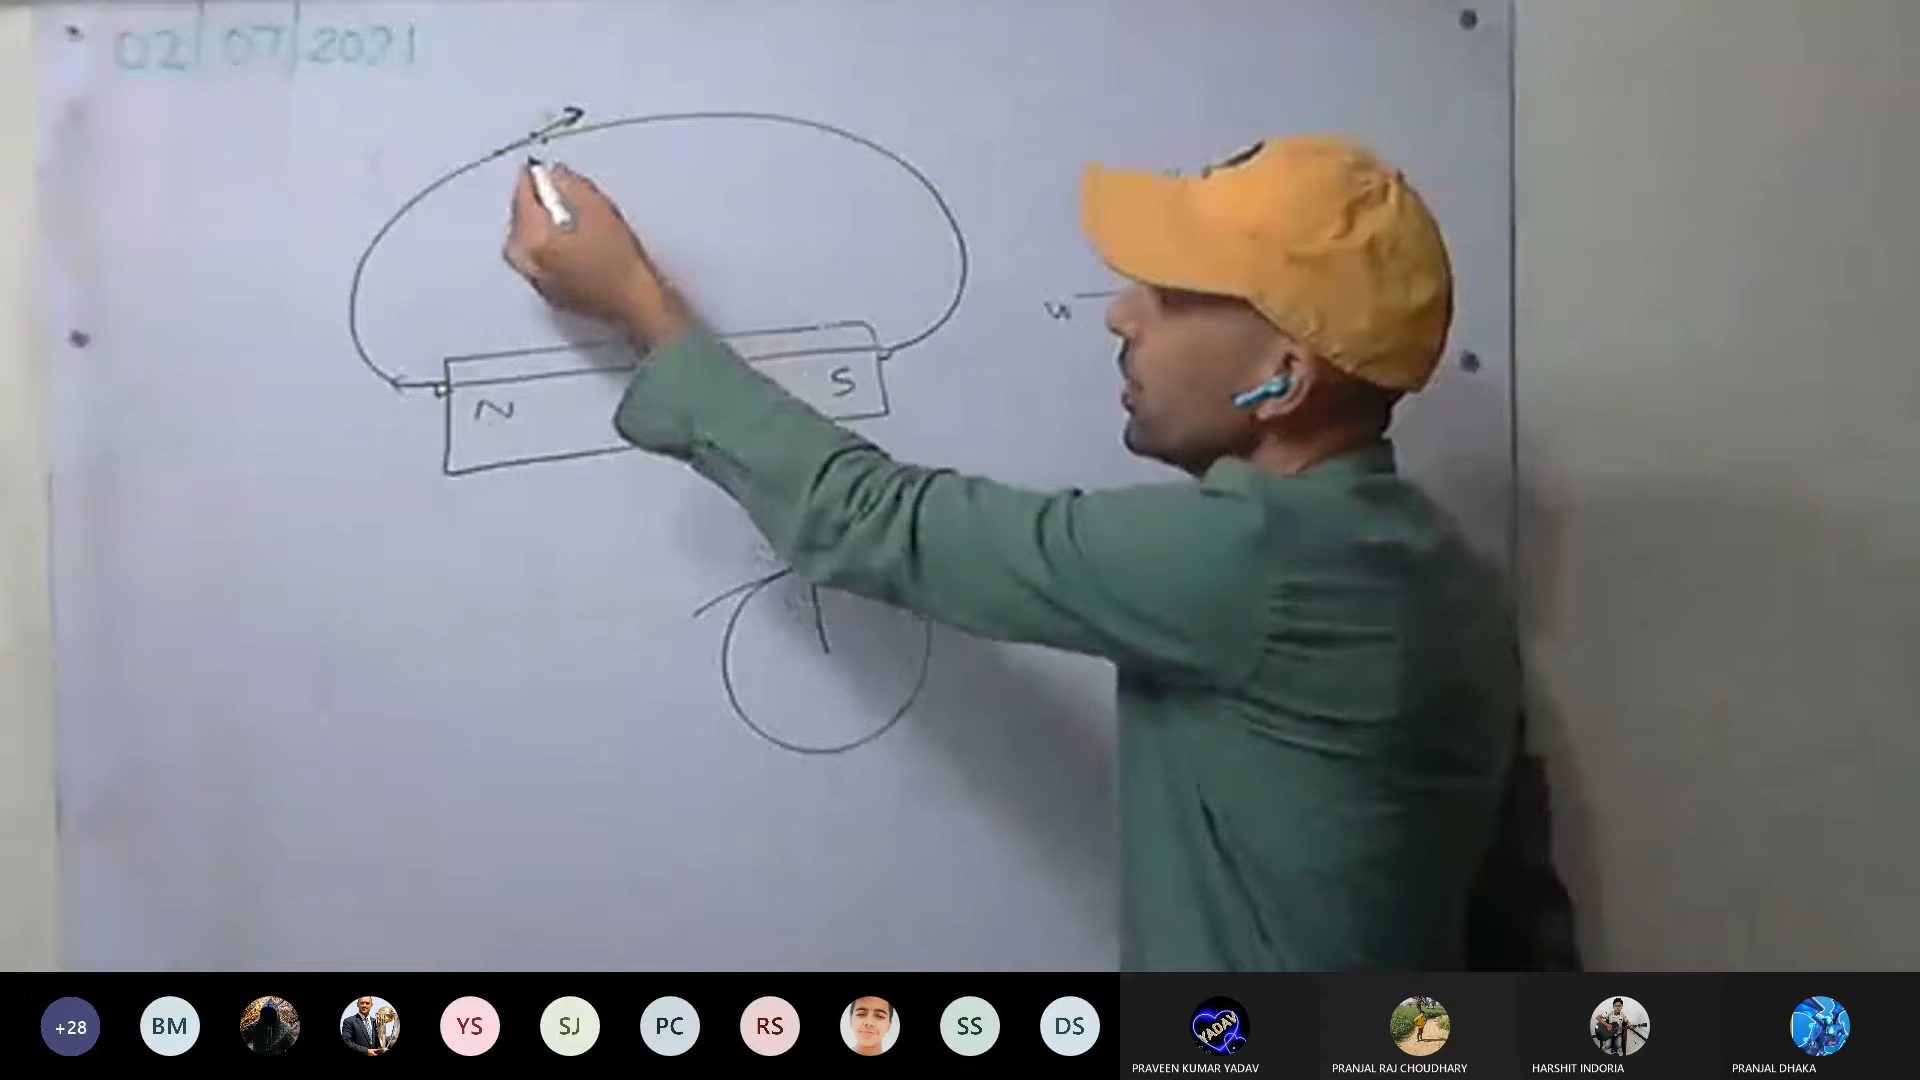 02/07/2021
N
S
+28
BM
YS
SJ
PC
RS
SS
DS
YADAV
PRAVEEN KUMAR YADAV
PRANJAL RAJ CHOUDHARY
HARSHIT INDORIA
PRANJAL DHAKA